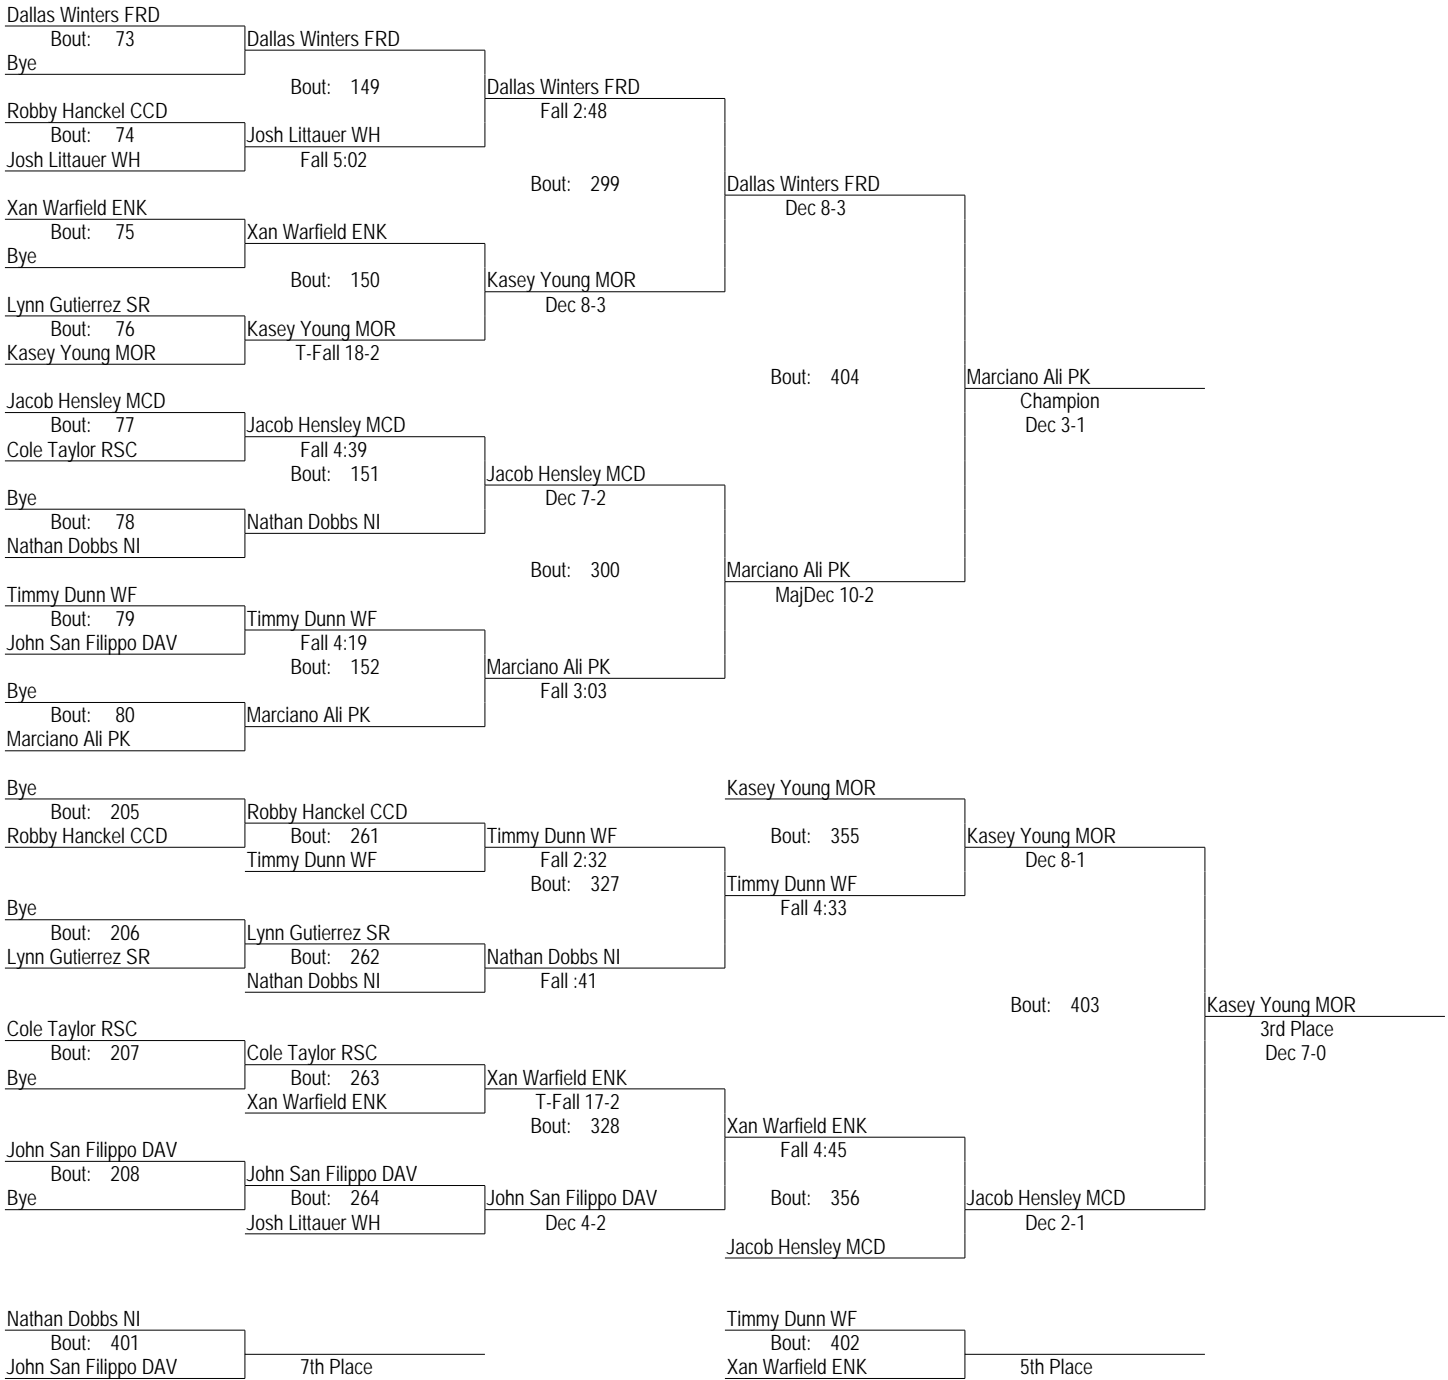 Dallas Winters FRD
Bout: 73
Bye
Dallas Winters FRD
Bout: 149
Robby Hanckel CCD
Bout: 74
Josh Littauer WH
Josh Littauer WH
Fall 5:02
Dallas Winters FRD
Fall 2:48
Bout: 299
Xan Warfield ENK
Bout: 75
Bye
Xan Warfield ENK
Bout: 150
Lynn Gutierrez SR
Bout: 76
Kasey Young MOR
Kasey Young MOR
T-Fall 18-2
Kasey Young MOR
Dec 8-3
Dallas Winters FRD
Dec 8-3
Bout: 404
Jacob Hensley MCD
Bout: 77
Cole Taylor RSC
Jacob Hensley MCD
Fall 4:39
Bout: 151
Bye
Bout: 78
Nathan Dobbs NI
Nathan Dobbs NI
Jacob Hensley MCD
Dec 7-2
Bout: 300
Timmy Dunn WF
Bout: 79
John San Filippo DAV
Timmy Dunn WF
Fall 4:19
Bout: 152
Bye
Bout: 80
Marciano Ali PK
Marciano Ali PK
Marciano Ali PK
Fall 3:03
Marciano Ali PK
MajDec 10-2
Marciano Ali PK
Champion
Dec 3-1
Bye
Bout: 205
Robby Hanckel CCD
Robby Hanckel CCD
Bout: 261
Timmy Dunn WF
Timmy Dunn WF
Fall 2:32
Bout: 327
Bye
Bout: 206
Lynn Gutierrez SR
Lynn Gutierrez SR
Bout: 262
Nathan Dobbs NI
Nathan Dobbs NI
Fall :41
Kasey Young MOR
Bout: 355
Timmy Dunn WF
Fall 4:33
Kasey Young MOR
Dec 8-1
Bout: 403
Cole Taylor RSC
Bout: 207
Bye
Cole Taylor RSC
Bout: 263
Xan Warfield ENK
Xan Warfield ENK
T-Fall 17-2
Bout: 328
John San Filippo DAV
Bout: 208
Bye
John San Filippo DAV
Bout: 264
Josh Littauer WH
John San Filippo DAV
Dec 4-2
Xan Warfield ENK
Fall 4:45
Bout: 356
Jacob Hensley MCD
Jacob Hensley MCD
Dec 2-1
Kasey Young MOR
3rd Place
Dec 7-0
Nathan Dobbs NI
Bout: 401
John San Filippo DAV
7th Place
Timmy Dunn WF
Bout: 402
Xan Warfield ENK
5th Place